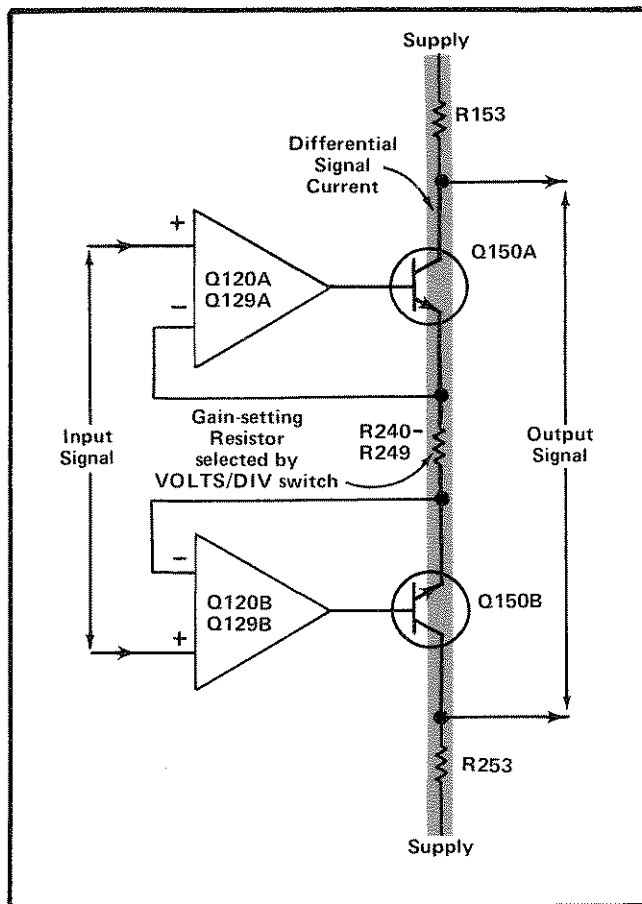 Supply
R153
Differential
Signal
Current
Q150A
+
Q120A
Q129A
−
Gain-setting
Resistor
selected by
VOLTS/DIV switch
R240-
R249
Input
Signal
Output
Signal
−
Q120B
Q129B
+
Q150B
R253
Supply